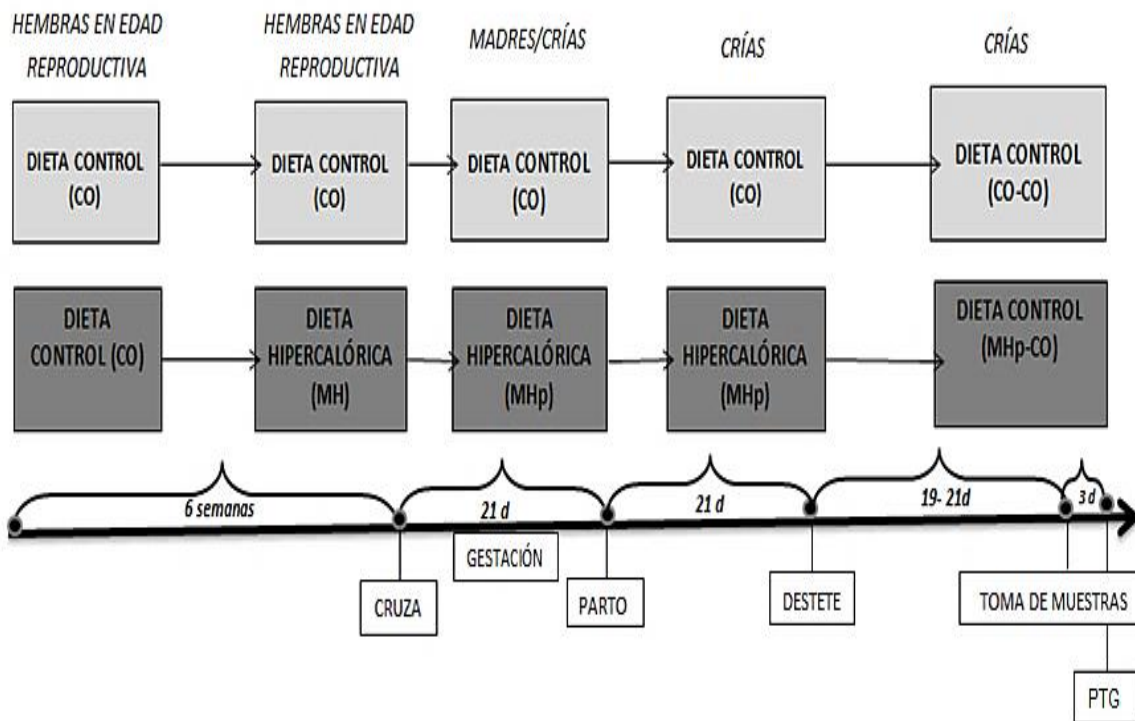 HEMBRAS EN EDAD
REPRODUCTIVA
HEMBRAS EN EDAD
REPRODUCTIVA
MADRES/CRÍAS
CRÍAS
CRÍAS
DIETA CONTROL
(CO)
DIETA CONTROL
(CO)
DIETA CONTROL
(CO)
DIETA CONTROL
(CO)
DIETA CONTROL
(CO-CO)
DIETA
CONTROL (CO)
DIETA
HIPERCALÓRICA
(MH)
DIETA
HIPERCALÓRICA
(MHp)
DIETA
HIPERCALÓRICA
(MHp)
DIETA CONTROL
(MHp-CO)
6 semanas
21 d
21 d
19- 21d
3 d
GESTACIÓN
CRUZA
PARTO
DESTETE
TOMA DE MUESTRAS
PTG